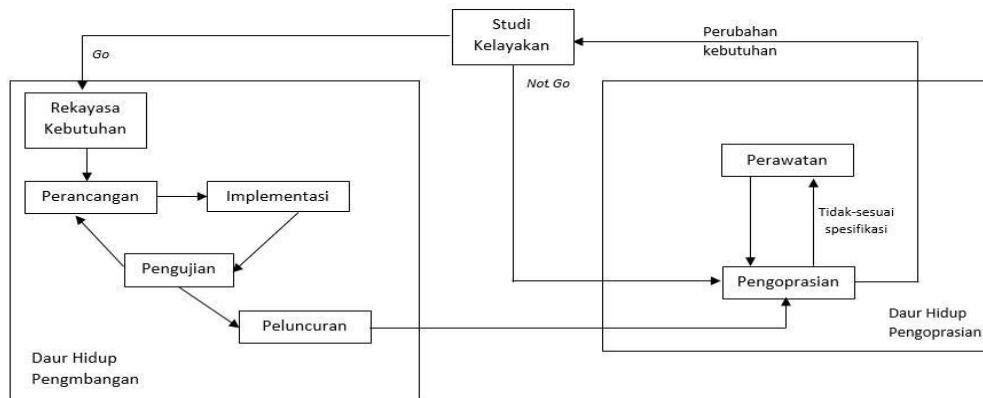 Studi
Kelayakan
Go
Perubahan
kebutuhan
Not Go
Rekayasa
Kebutuhan
Perancangan
Implementasi
Pengujian
Peluncuran
Daur Hidup
Pengmbangan
Perawatan
Tidak-sesuai
spesifikasi
Pengoprasian
Daur Hidup
Pengoprasian